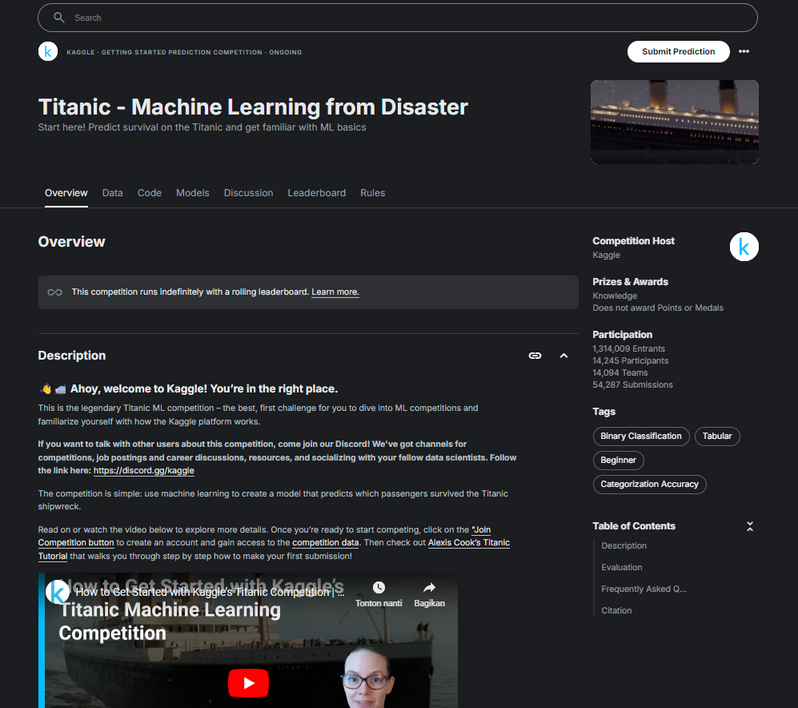 Search
KAGGLE · GETTING STARTED PREDICTION COMPETITION · ONGOING
Submit Prediction
Titanic - Machine Learning from Disaster
Start here! Predict survival on the Titanic and get familiar with ML basics
Overview Data Code Models Discussion Leaderboard Rules
Overview
This competition runs indefinitely with a rolling leaderboard. Learn more.
Description
👋🛳️ Ahoy, welcome to Kaggle! You're in the right place.
This is the legendary Titanic ML competition – the best, first challenge for you to dive into ML competitions and
familiarize yourself with how the Kaggle platform works.
If you want to talk with other users about this competition, come join our Discord! We've got channels for
competitions, job postings and career discussions, resources, and socializing with your fellow data scientists. Follow
the link here: https://discord.gg/kaggle
The competition is simple: use machine learning to create a model that predicts which passengers survived the Titanic
shipwreck.
Read on or watch the video below to explore more details. Once you're ready to start competing, click on the "Join
Competition button to create an account and gain access to the competition data. Then check out Alexis Cook's Titanic
Tutorial that walks you through step by step how to make your first submission!
How to Get Started with Kaggle's
Titanic Machine Learning
Competition
k
How to Get Started with Kaggle's Titanic Competition | ...
Tonton nanti
Bagikan
Competition Host
Kaggle
k
Prizes & Awards
Knowledge
Does not award Points or Medals
Participation
1,314,009 Entrants
14,245 Participants
14,094 Teams
54,287 Submissions
Tags
Binary Classification
Tabular
Beginner
Categorization Accuracy
Table of Contents
Description
Evaluation
Frequently Asked Q...
Citation